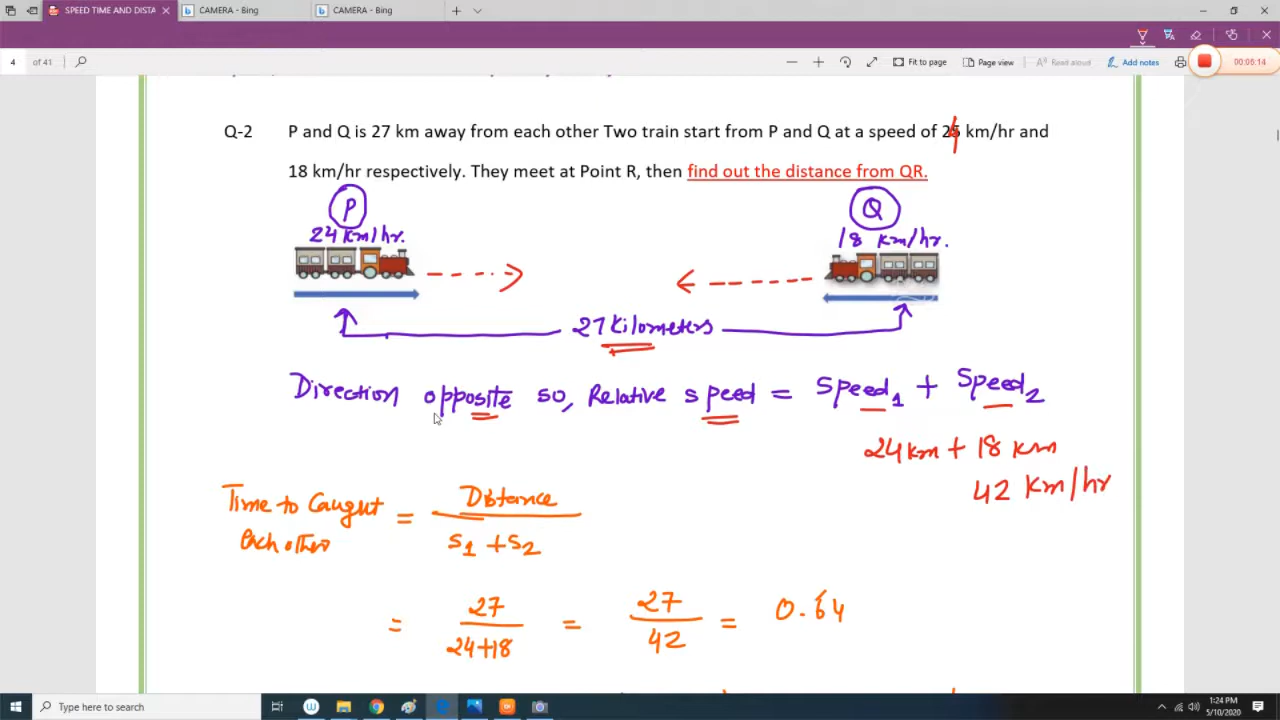 SPEED TIME AND DISTA
CAMERA - Bing
CAMERA - Bing
4 of 41
Fit to page
Page view
Read aloud
Add notes
00:06:14
Q-2 P and Q is 27 km away from each other Two train start from P and Q at a speed of 24 km/hr and
18 km/hr respectively. They meet at Point R, then find out the distance from QR.
P
Q
24 km/hr.
18 km/hr.
27 Kilometers
Direction opposite so, Relative speed = Speed1 + Speed2
24km + 18 km
42 Km/hr
Time to Caught each other = Distance / S1 + S2
= 27 / 24+18 = 27 / 42 = 0.64
Type here to search
1:24 PM
5/10/2020